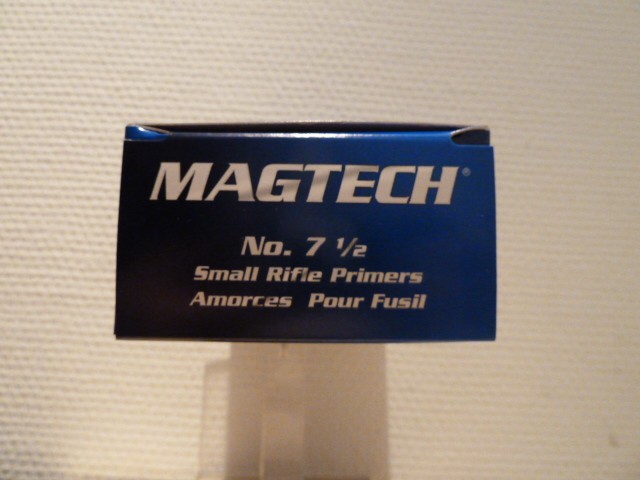 MAGTECH®
No. 7 ½
Small Rifle Primers
Amorces Pour Fusil